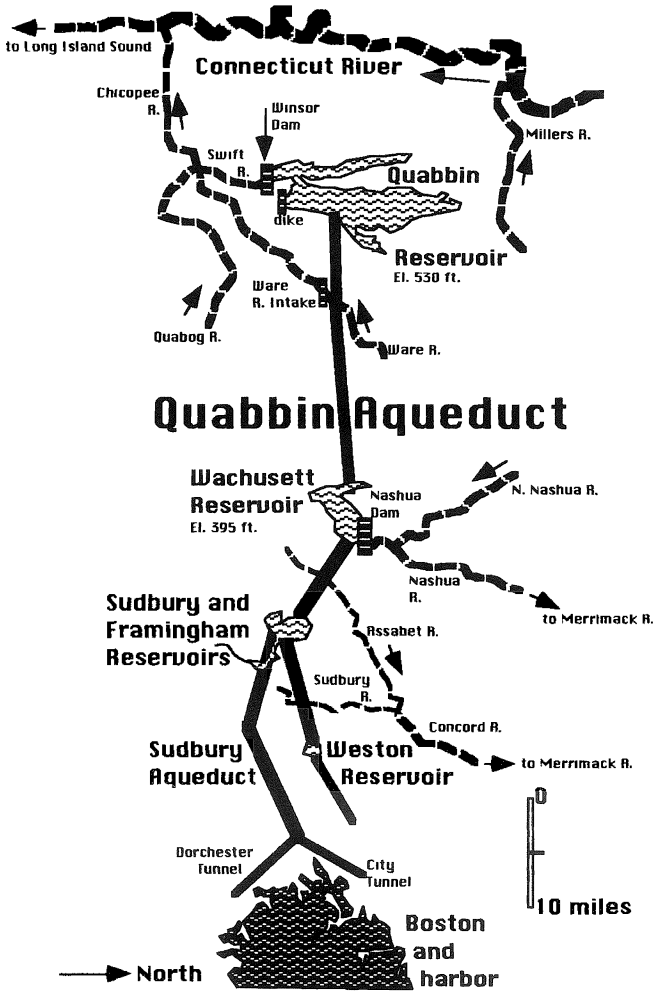 to Long Island Sound
Connecticut River
Chicopee
R.
Winsor
Dam
Millers R.
Swift
R.
Quabbin
dike
Reservoir
El. 530 ft.
Ware
R. Intake
Quabog R.
Ware R.
Quabbin Aqueduct
Wachusett
Reservoir
El. 395 ft.
Nashua
Dam
N. Nashua R.
Nashua
R.
to Merrimack R.
Sudbury and
Framingham
Reservoirs
Assabet R.
Sudbury
R.
Concord R.
Sudbury
Aqueduct
Weston
Reservoir
to Merrimack R.
0
Dorchester
Tunnel
City
Tunnel
10 miles
Boston
and
harbor
North